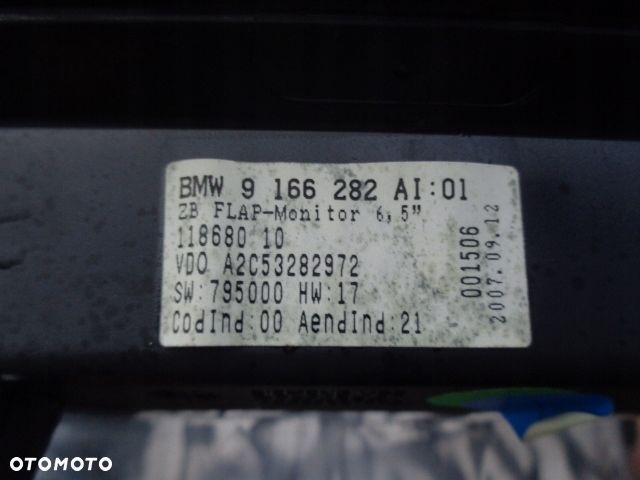 BMW 9 166 282 AI:01
ZB FLAP-Monitor 6,5"
118680 10
VDO A2C53282972
SW:795000 HW:17
CodInd:00 AendInd:21
001506
2007.09.12
OTOMOTO